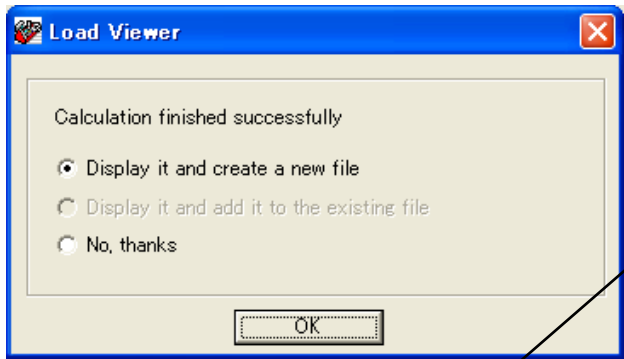 Load Viewer
Calculation finished successfully
Display it and create a new file
Display it and add it to the existing file
No, thanks
OK